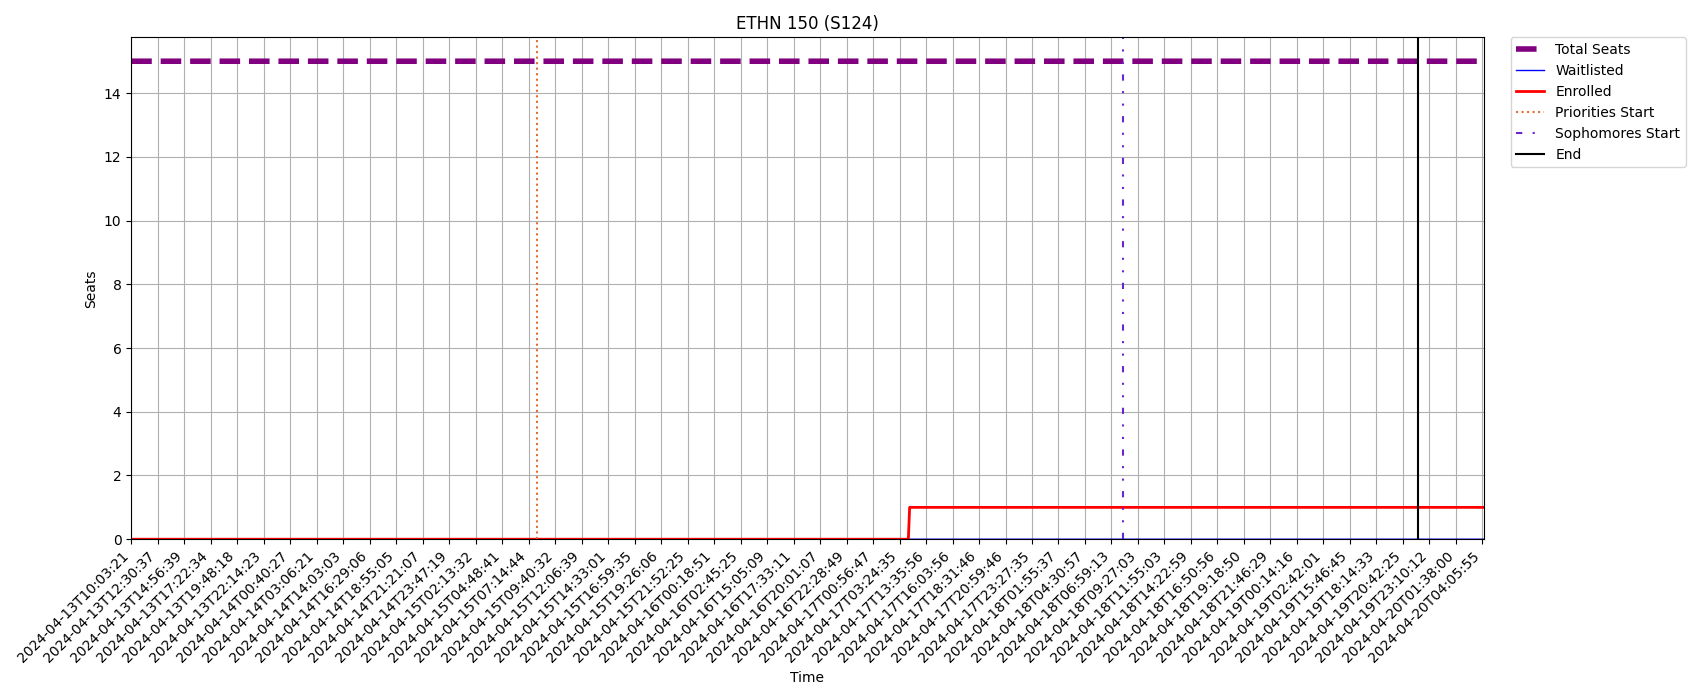 ETHN 150 (S124)
Total Seats
Waitlisted
Enrolled
Priorities Start
Sophomores Start
End
Seats
14
12
10
8
6
4
2
0
2024-04-13T10:03:21
2024-04-13T12:30:37
2024-04-13T14:56:39
2024-04-13T17:22:34
2024-04-13T19:48:18
2024-04-13T22:14:23
2024-04-14T00:40:27
2024-04-14T03:06:21
2024-04-14T14:03:03
2024-04-14T16:29:06
2024-04-14T18:55:05
2024-04-14T21:21:07
2024-04-14T23:47:19
2024-04-15T02:13:32
2024-04-15T04:48:41
2024-04-15T07:14:44
2024-04-15T09:40:32
2024-04-15T12:06:39
2024-04-15T14:33:01
2024-04-15T16:59:35
2024-04-15T19:26:06
2024-04-15T21:52:25
2024-04-16T00:18:51
2024-04-16T02:45:25
2024-04-16T15:05:09
2024-04-16T17:33:11
2024-04-16T20:01:07
2024-04-16T22:28:49
2024-04-17T00:56:47
2024-04-17T03:24:35
2024-04-17T13:35:56
2024-04-17T16:03:56
2024-04-17T18:31:46
2024-04-17T20:59:46
2024-04-17T23:27:35
2024-04-18T01:55:37
2024-04-18T04:30:57
2024-04-18T06:59:13
2024-04-18T09:27:03
2024-04-18T11:55:03
2024-04-18T14:22:59
2024-04-18T16:50:56
2024-04-18T19:18:50
2024-04-18T21:46:29
2024-04-19T00:14:16
2024-04-19T02:42:01
2024-04-19T15:46:45
2024-04-19T18:14:33
2024-04-19T20:42:25
2024-04-19T23:10:12
2024-04-20T01:38:00
2024-04-20T04:05:55
Time